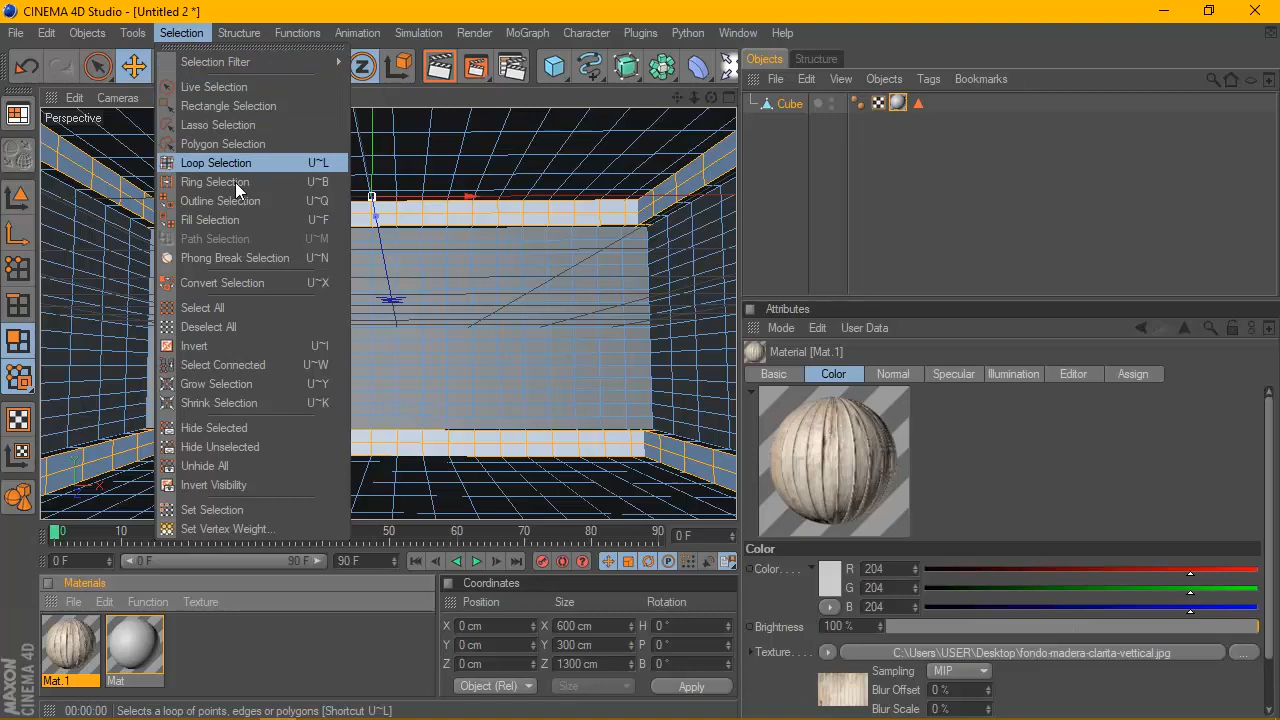 CINEMA 4D Studio - [Untitled 2 *]
File Edit Objects Tools Selection Structure Functions Animation Simulation Render MoGraph Character Plugins Python Window Help
Edit Cameras
Perspective
Selection Filter
Live Selection
Rectangle Selection
Lasso Selection
Polygon Selection
Loop Selection U~L
Ring Selection U~B
Outline Selection U~Q
Fill Selection U~F
Path Selection U~M
Phong Break Selection U~N
Convert Selection U~X
Select All
Deselect All
Invert U~I
Select Connected U~W
Grow Selection U~Y
Shrink Selection U~K
Hide Selected
Hide Unselected
Unhide All
Invert Visibility
Set Selection
Set Vertex Weight...
Objects Structure
File Edit View Objects Tags Bookmarks
Cube
Attributes
Mode Edit User Data
Material [Mat.1]
Basic Color Normal Specular Illumination Editor Assign
Color
Color. . . . R 204
G 204
B 204
Brightness 100 %
Texture. . . C:\Users\USER\Desktop\fondo-madera-clarita-vettical.jpg ...
Sampling MIP
Blur Offset 0 %
Blur Scale 0 %
0 10 50 60 70 80 90 0 F
0 F 0 F 90 F 90 F
Materials
File Edit Function Texture
Mat.1 Mat
Coordinates
Position Size Rotation
X 0 cm X 600 cm H 0 °
Y 0 cm Y 300 cm P 0 °
Z 0 cm Z 1300 cm B 0 °
Object (Rel) Size Apply
MAXON
CINEMA 4D
00:00:00 Selects a loop of points, edges or polygons [Shortcut U~L]